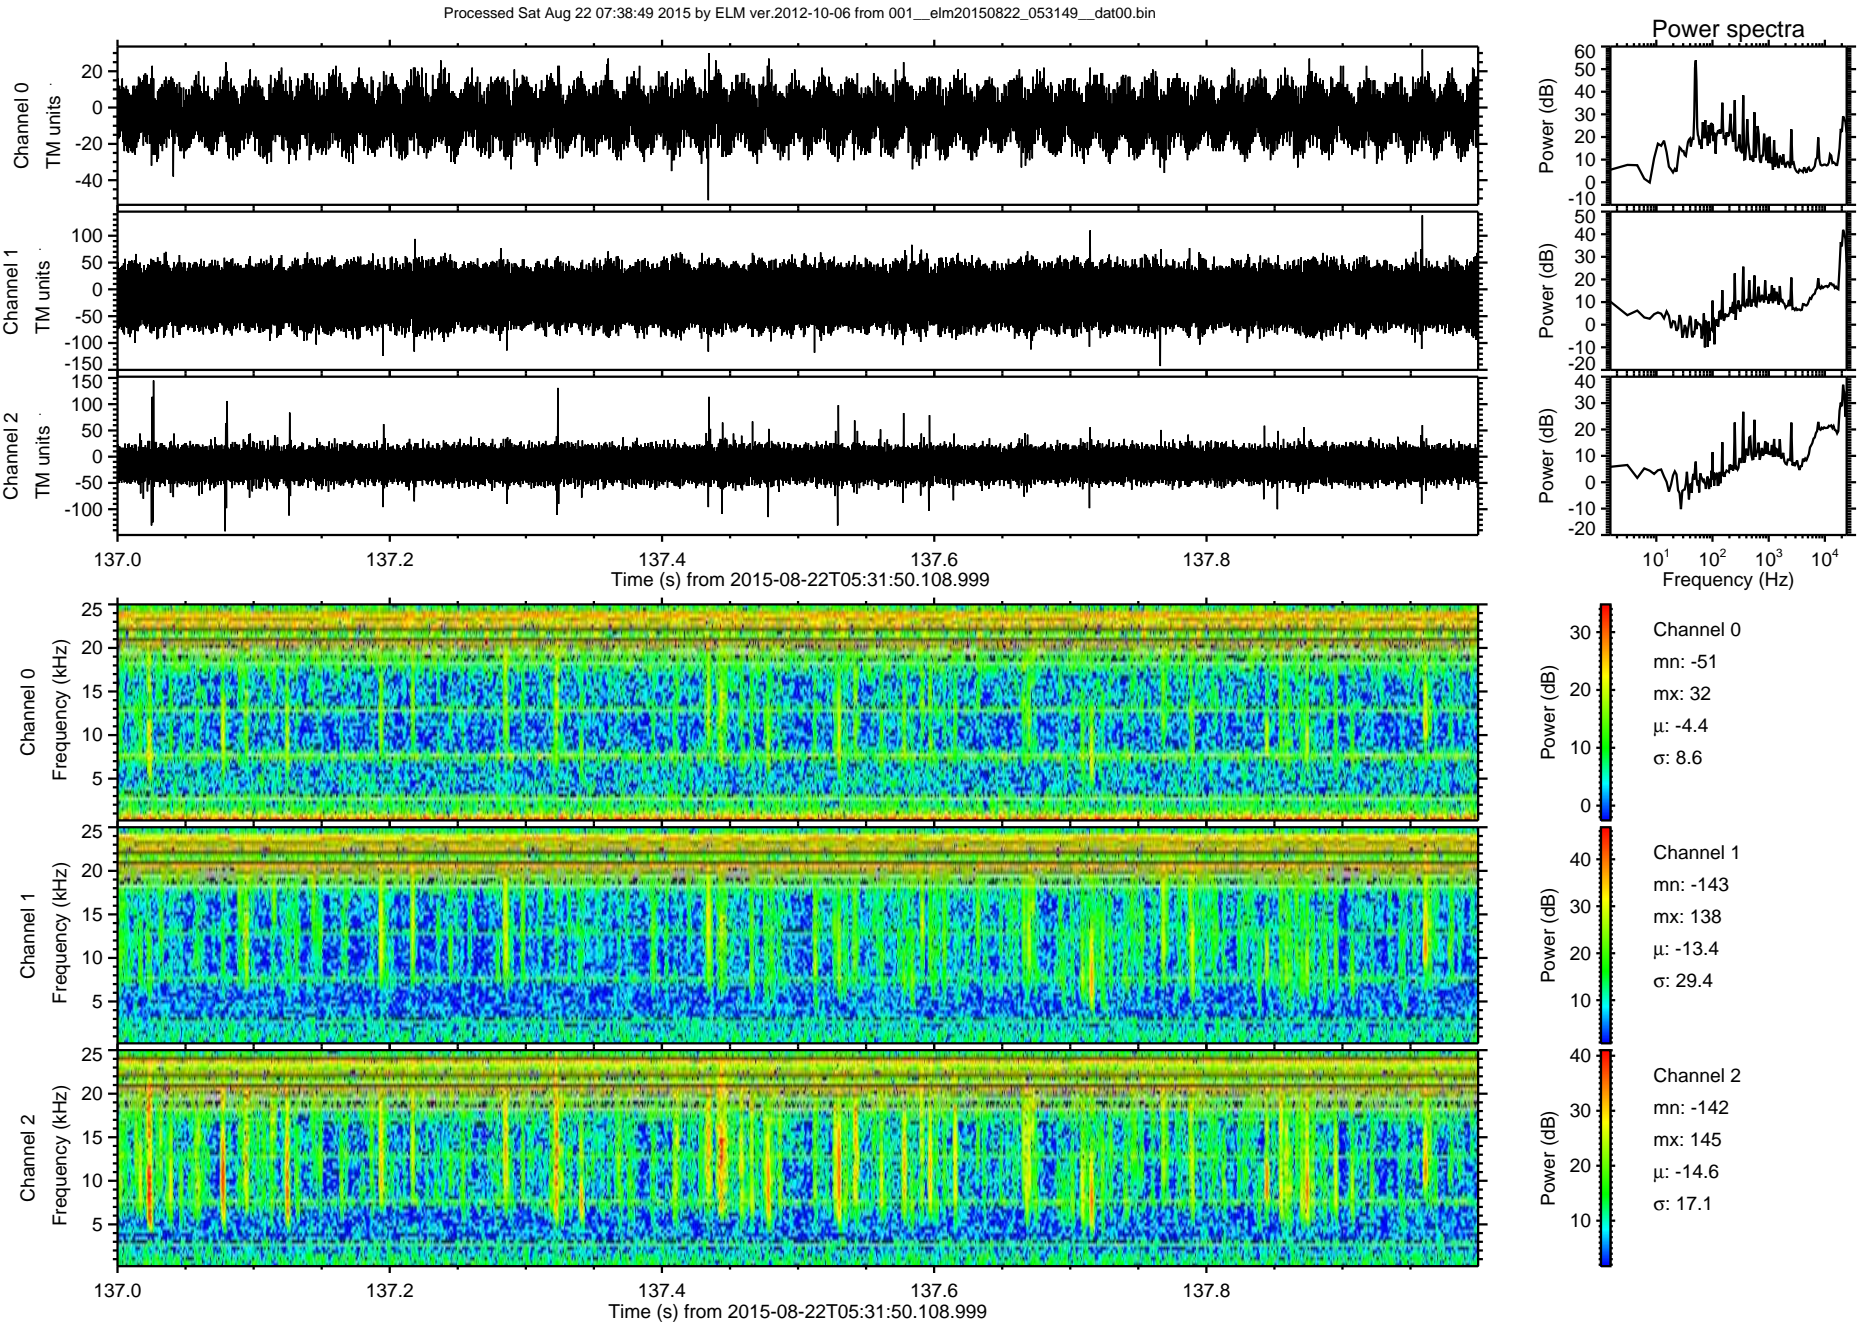 Processed Sat Aug 22 07:38:49 2015 by ELM ver.2012-10-06 from 001__elm20150822_053149__dat00.bin
Power spectra
Channel 0
TM units
20
0
-20
-40
Power (dB)
60
50
40
30
20
10
0
-10
Channel 1
TM units
100
50
0
-50
-100
-150
Power (dB)
50
40
30
20
10
0
-10
-20
Channel 2
TM units
150
100
50
0
-50
-100
Power (dB)
40
30
20
10
0
-10
-20
137.0 137.2 137.4 137.6 137.8
Time (s) from 2015-08-22T05:31:50.108.999
10^1 10^2 10^3 10^4
Frequency (Hz)
Channel 0
Frequency (kHz)
25
20
15
10
5
Power (dB)
30
20
10
0
Channel 0
mn: -51
mx: 32
μ: -4.4
σ: 8.6
Channel 1
Frequency (kHz)
25
20
15
10
5
Power (dB)
40
30
20
10
Channel 1
mn: -143
mx: 138
μ: -13.4
σ: 29.4
Channel 2
Frequency (kHz)
25
20
15
10
5
Power (dB)
40
30
20
10
Channel 2
mn: -142
mx: 145
μ: -14.6
σ: 17.1
137.0 137.2 137.4 137.6 137.8
Time (s) from 2015-08-22T05:31:50.108.999